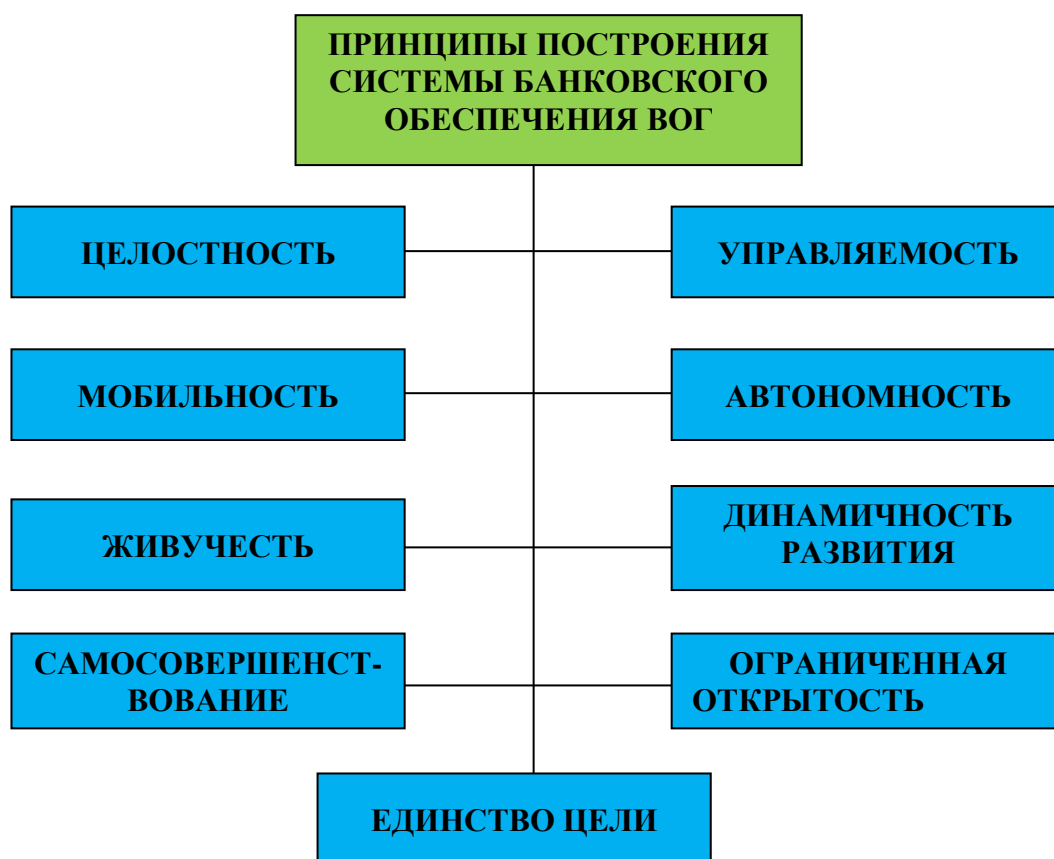 ПРИНЦИПЫ ПОСТРОЕНИЯ
СИСТЕМЫ БАНКОВСКОГО
ОБЕСПЕЧЕНИЯ ВОГ
ЦЕЛОСТНОСТЬ
УПРАВЛЯЕМОСТЬ
МОБИЛЬНОСТЬ
АВТОНОМНОСТЬ
ЖИВУЧЕСТЬ
ДИНАМИЧНОСТЬ
РАЗВИТИЯ
САМОСОВЕРШЕНСТ-
ВОВАНИЕ
ОГРАНИЧЕННАЯ
ОТКРЫТОСТЬ
ЕДИНСТВО ЦЕЛИ